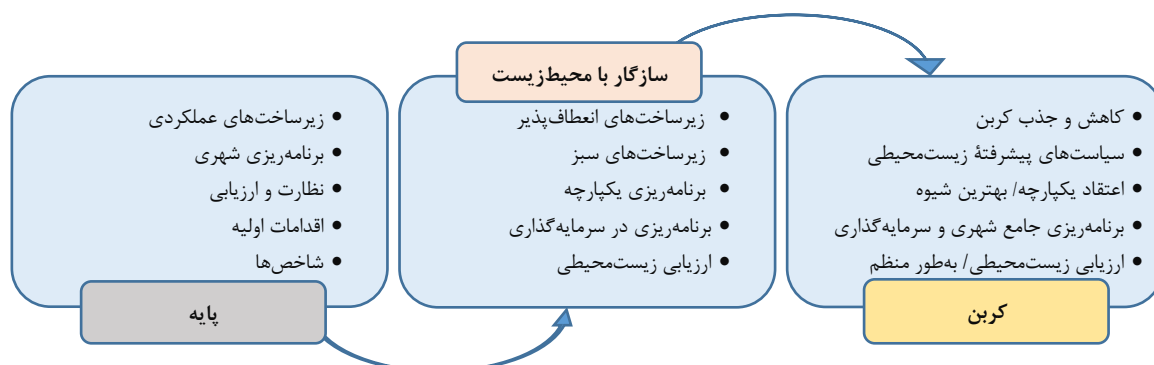 پایه
• زیرساخت‌های عملکردی
• برنامه‌ریزی شهری
• نظارت و ارزیابی
• اقدامات اولیه
• شاخص‌ها
سازگار با محیط‌زیست
• زیرساخت‌های انعطاف‌پذیر
• زیرساخت‌های سبز
• برنامه‌ریزی یکپارچه
• برنامه‌ریزی در سرمایه‌گذاری
• ارزیابی زیست‌محیطی
کربن
• کاهش و جذب کربن
• سیاست‌های پیشرفتهٔ زیست‌محیطی
• اعتقاد یکپارچه/ بهترین شیوه
• برنامه‌ریزی جامع شهری و سرمایه‌گذاری
• ارزیابی زیست‌محیطی/ به‌طور منظم